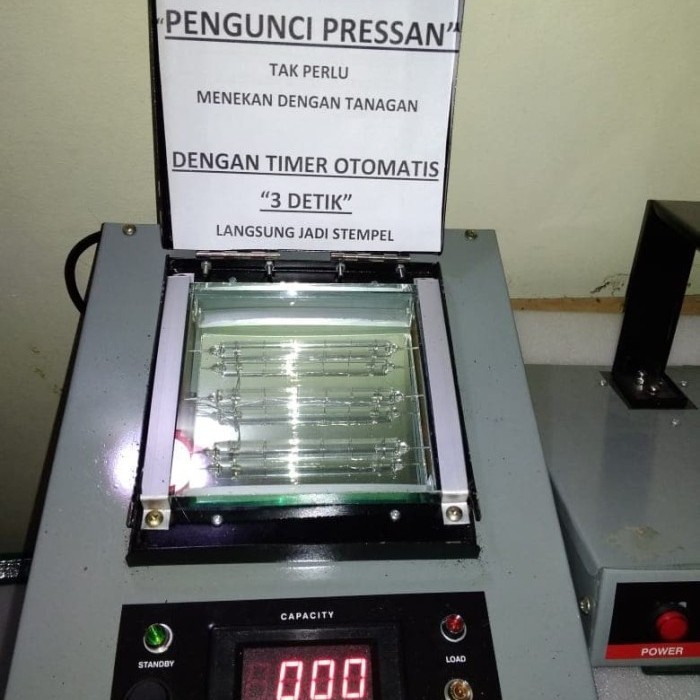 "PENGUNCI PRESSAN"
TAK PERLU
MENEKAN DENGAN TANAGAN
DENGAN TIMER OTOMATIS
"3 DETIK"
LANGSUNG JADI STEMPEL
CAPACITY
STANDBY
000
LOAD
POWER